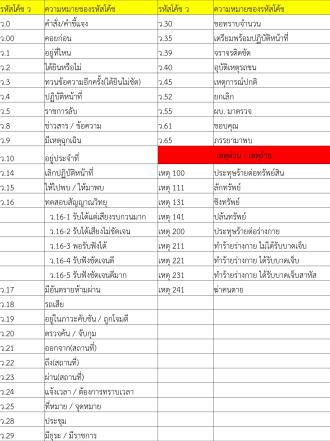 รหัสโค้ช ว ความหมายของรหัสโค้ช รหัสโค้ช ว ความหมายของรหัสโค้ช
ว.0 คำสั่ง/คำชี้แจง ว.30 ขอทราบจำนวน
ว.00 คอยก่อน ว.35 เตรียมพร้อมปฏิบัติหน้าที่
ว.1 อยู่ที่ไหน ว.39 จราจรติดขัด
ว.2 ได้ยินหรือไม่ ว.40 อุบัติเหตุรถชน
ว.3 ทวนข้อความอีกครั้ง(ได้ยินไม่ชัด) ว.45 เหตุการณ์ปกติ
ว.4 ปฏิบัติหน้าที่ ว.52 ยกเลิก
ว.5 ราชการลับ ว.55 ผบ. มาตรวจ
ว.8 ข่าวสาร / ข้อความ ว.61 ขอบคุณ
ว.9 มีเหตุฉุกเฉิน ว.65 ภรรยามาพบ
ว.10 อยู่ประจำที่ เหตุด่วน - เหตุร้าย
ว.14 เลิกปฏิบัติหน้าที่ เหตุ 100 ประทุษร้ายต่อทรัพย์สิน
ว.15 ให้ไปพบ / ให้มาพบ เหตุ 111 ลักทรัพย์
ว.16 ทดสอบสัญญาณวิทยุ เหตุ 131 ชิงทรัพย์
ว.16-1 รับได้แต่เสียงรบกวนมาก เหตุ 141 ปล้นทรัพย์
ว.16-2 รับได้เสียงไม่ชัดเจน เหตุ 200 ประทุษร้ายต่อร่างกาย
ว.16-3 พอรับฟังได้ เหตุ 211 ทำร้ายร่างกาย ไม่ได้รับบาดเจ็บ
ว.16-4 รับฟังชัดเจนดี เหตุ 221 ทำร้ายร่างกาย ได้รับบาดเจ็บ
ว.16-5 รับฟังชัดเจนดีมาก เหตุ 231 ทำร้ายร่างกาย ได้รับบาดเจ็บสาหัส
ว.17 มีอันตรายห้ามผ่าน เหตุ 241 ฆ่าคนตาย
ว.18 รถเสีย
ว.19 อยู่ในภาวะคับขัน / ถูกโจมตี
ว.20 ตรวจค้น / จับกุม
ว.21 ออกจาก(สถานที่)
ว.22 ถึง(สถานที่)
ว.23 ผ่าน(สถานที่)
ว.24 แจ้งเวลา / ต้องการทราบเวลา
ว.25 ที่หมาย / จุดหมาย
ว.28 ประชุม
ว.29 มีธุระ / มีราชการ